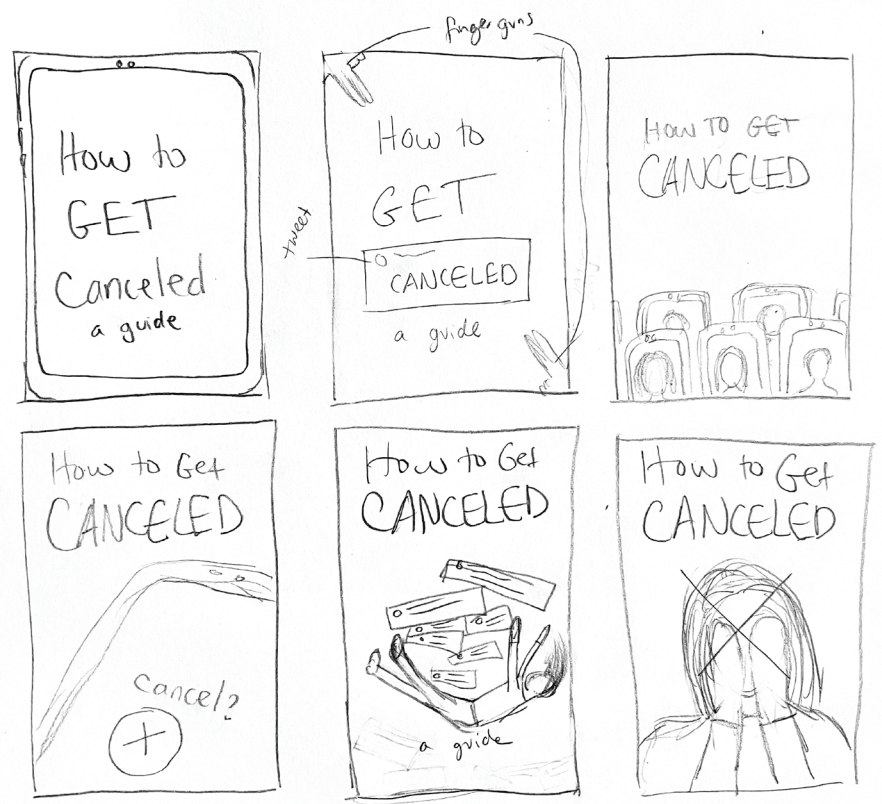 finger guns
How to
GET
Canceled
a guide
How to
GET
tweet
CANCELED
a guide
HOW TO GET
CANCELED
How to Get
CANCELED
cancel?
How to Get
CANCELED
a guide
How to Get
CANCELED